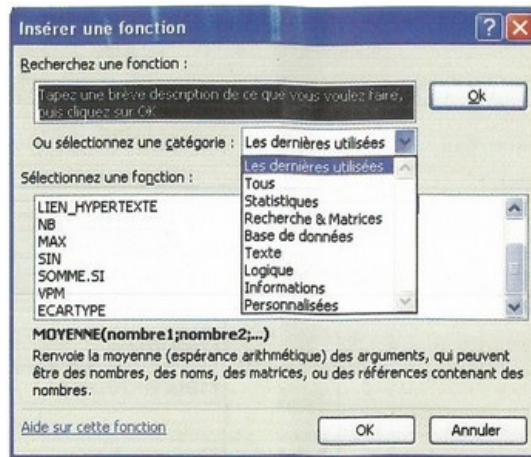 Insérer une fonction
Recherchez une fonction :
Tapez une brève description de ce que vous voulez faire,
puis cliquez sur OK
Ok
Ou sélectionnez une catégorie : Les dernières utilisées
Les dernières utilisées
Tous
Statistiques
Recherche & Matrices
Base de données
Texte
Logique
Informations
Personnalisées
Sélectionnez une fonction :
LIEN_HYPERTEXTE
NB
MAX
SIN
SOMME.SI
VPM
ECARTYPE
MOYENNE(nombre1;nombre2;...)
Renvoie la moyenne (espérance arithmétique) des arguments, qui peuvent
être des nombres, des noms, des matrices, ou des références contenant des
nombres.
Aide sur cette fonction
OK
Annuler